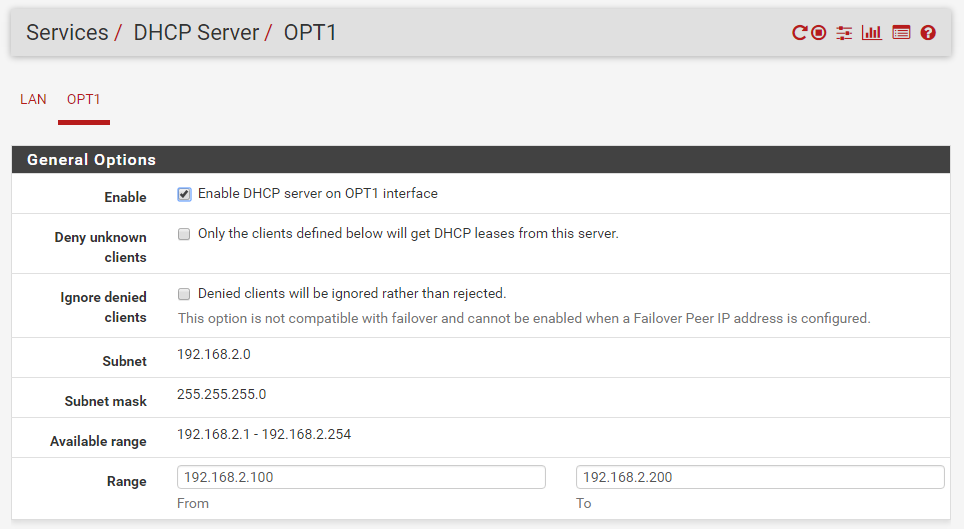 Services / DHCP Server / OPT1
LAN OPT1
General Options
Enable Enable DHCP server on OPT1 interface
Deny unknown
clients
Only the clients defined below will get DHCP leases from this server.
Ignore denied
clients
Denied clients will be ignored rather than rejected.
This option is not compatible with failover and cannot be enabled when a Failover Peer IP address is configured.
Subnet 192.168.2.0
Subnet mask 255.255.255.0
Available range 192.168.2.1 - 192.168.2.254
Range 192.168.2.100 192.168.2.200
From To